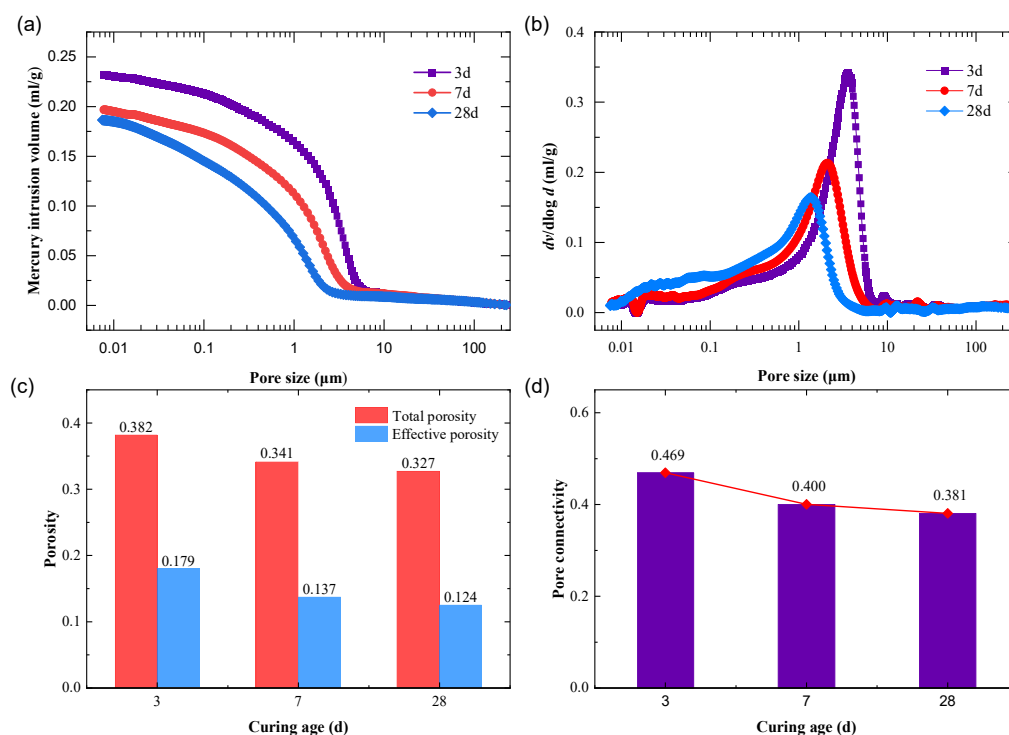 (a)
Mercury intrusion volume (ml/g)
0.25
0.20
0.15
0.10
0.05
0.00
3d
7d
28d
0.01
0.1
1
10
100
Pore size (μm)
(b)
dv/dlog d (ml/g)
0.4
0.3
0.2
0.1
0.0
3d
7d
28d
0.01
0.1
1
10
100
Pore size (μm)
(c)
Porosity
0.4
0.3
0.2
0.1
0.0
Total porosity
Effective porosity
0.382
0.179
0.341
0.137
0.327
0.124
3
7
28
Curing age (d)
(d)
Pore connectivity
0.6
0.4
0.2
0.0
0.469
0.400
0.381
3
7
28
Curing age (d)